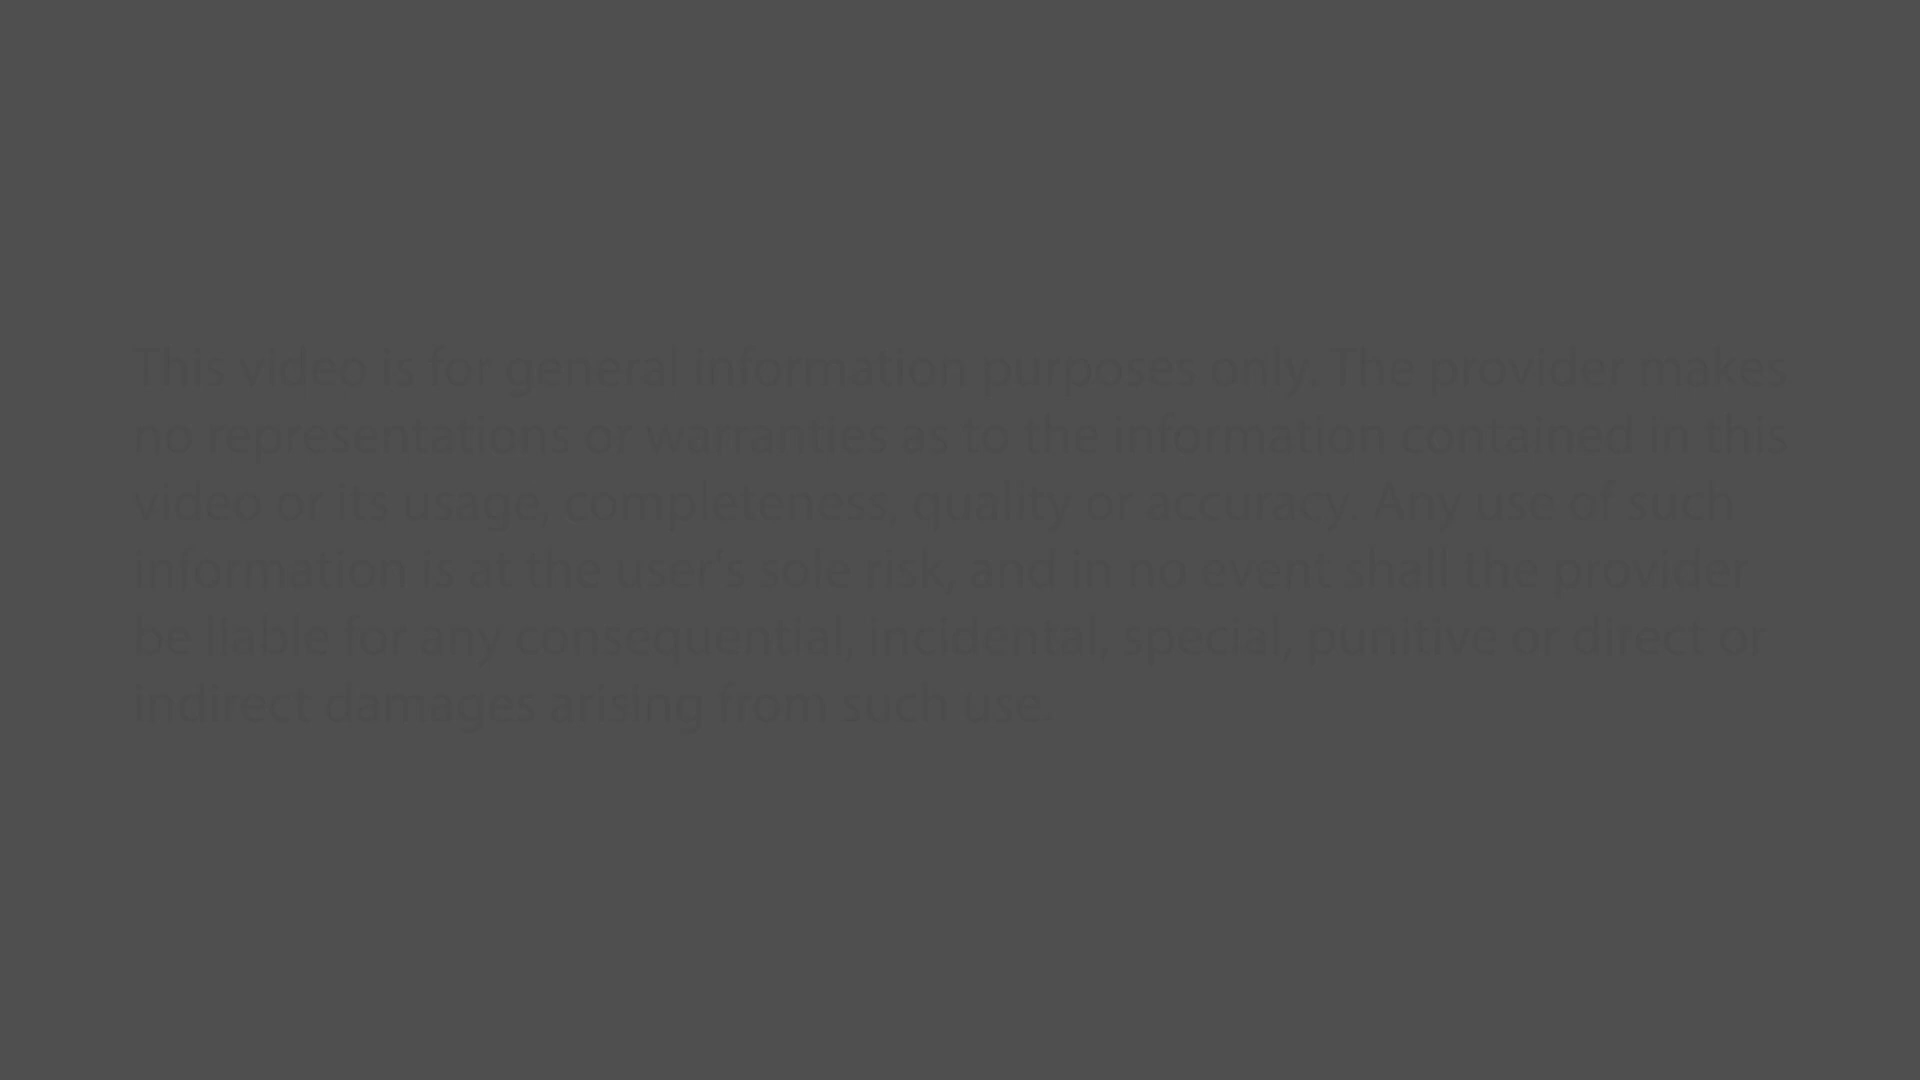 This video is for general information purposes only. The provider makes
no representations or warranties as to the information contained in this
video or its usage, completeness, quality or accuracy. Any use of such
information is at the user's sole risk, and in no event shall the provider
be liable for any consequential, incidental, special, punitive or direct or
indirect damages arising from such use.